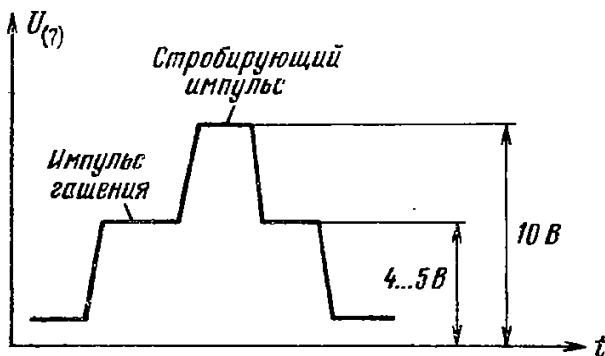 U(7)
Стробирующий
импульс
Импульс
гашения
10 В
4...5 В
t